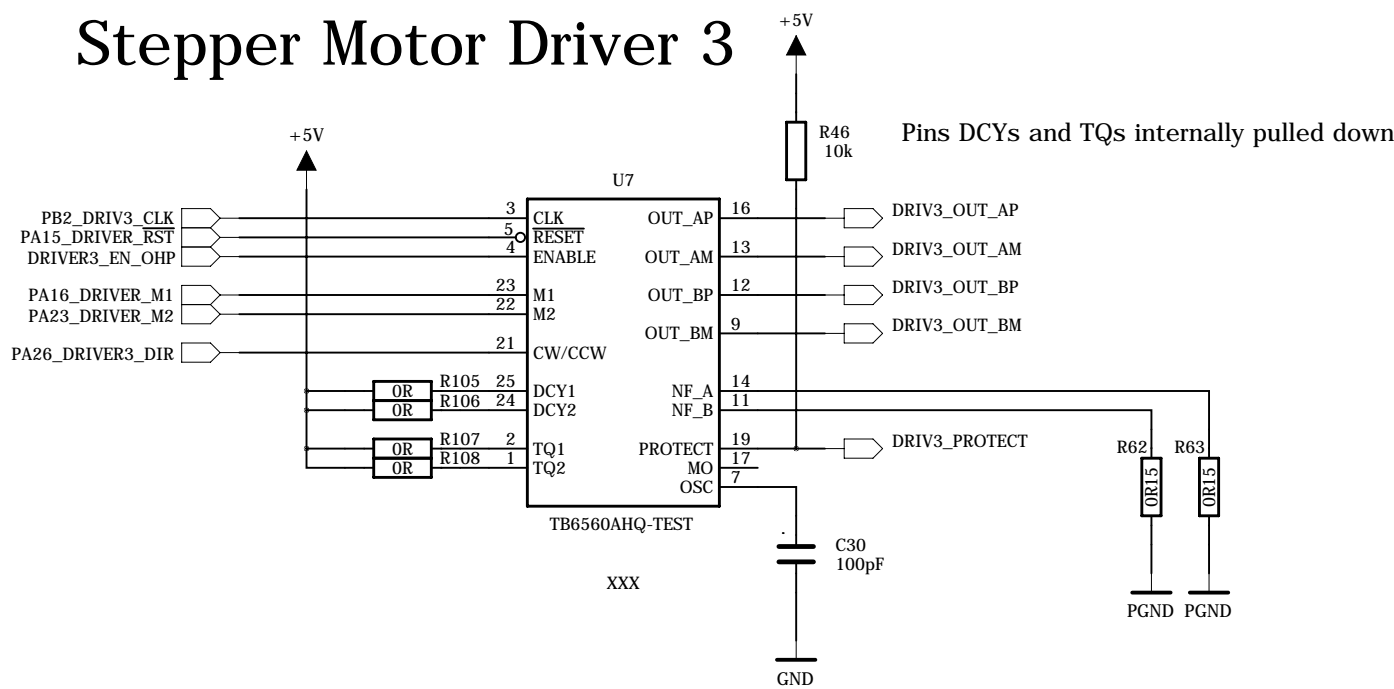 Stepper Motor Driver 3
+5V
R46
10k
Pins DCYs and TQs internally pulled down
+5V
U7
PB2_DRIV3_CLK
3
CLK
OUT_AP
16
DRIV3_OUT_AP
PA15_DRIVER_RST
5
RESET
DRIVER3_EN_OHP
4
ENABLE
OUT_AM
13
DRIV3_OUT_AM
PA16_DRIVER_M1
23
M1
OUT_BP
12
DRIV3_OUT_BP
PA23_DRIVER_M2
22
M2
OUT_BM
9
DRIV3_OUT_BM
PA26_DRIVER3_DIR
21
CW/CCW
0R
R105
25
DCY1
NF_A
14
0R
R106
24
DCY2
NF_B
11
0R
R107
2
TQ1
PROTECT
19
DRIV3_PROTECT
0R
R108
1
TQ2
MO
17
OSC
7
R62
0R15
R63
0R15
TB6560AHQ-TEST
C30
100pF
XXX
PGND
PGND
GND